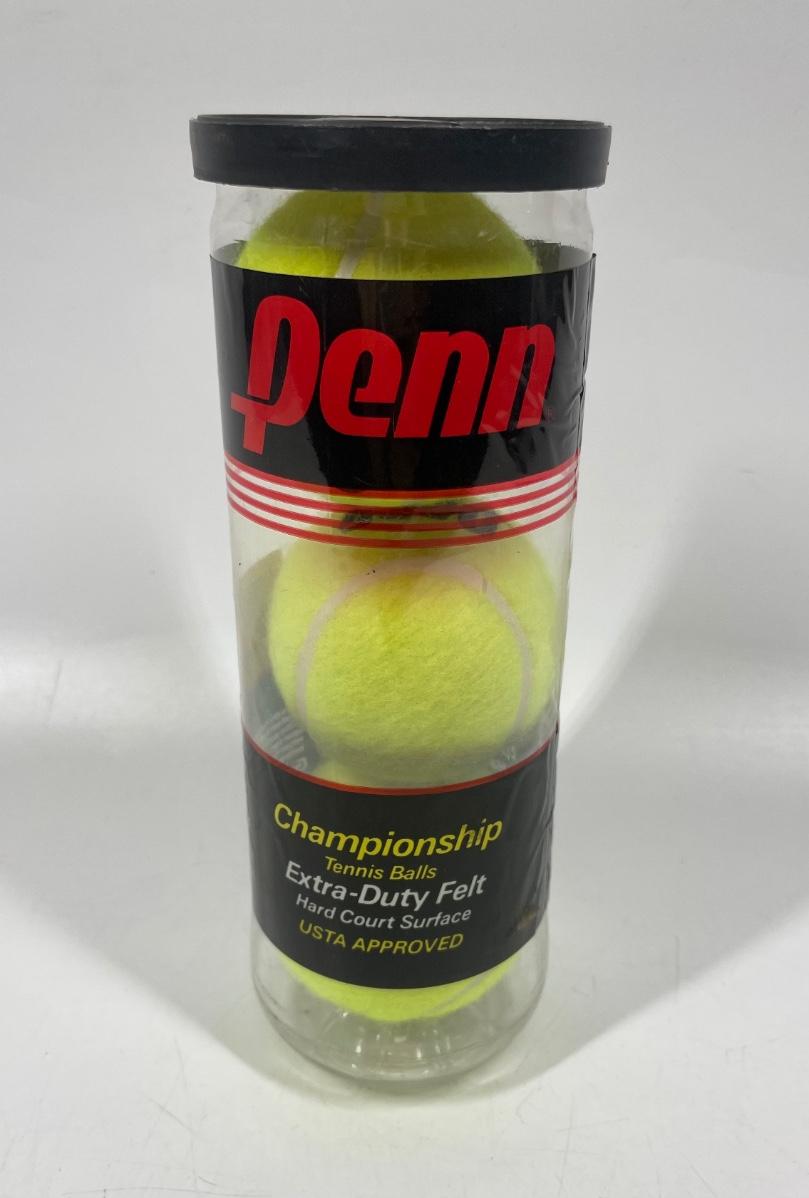 Penn
Championship
Tennis Balls
Extra-Duty Felt
Hard Court Surface
USTA APPROVED